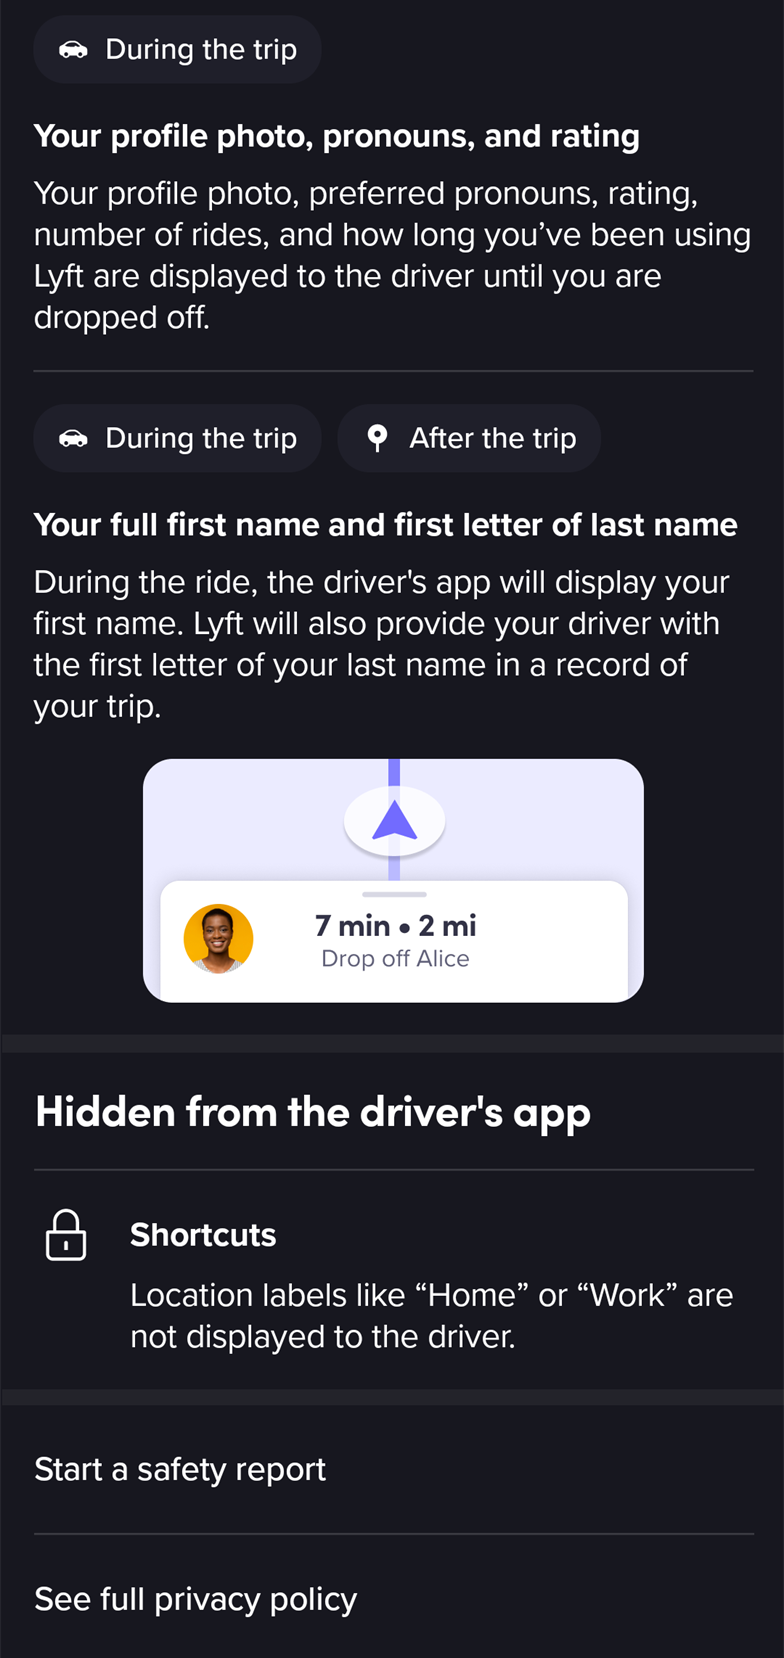 During the trip
Your profile photo, pronouns, and rating
Your profile photo, preferred pronouns, rating,
number of rides, and how long you’ve been using
Lyft are displayed to the driver until you are
dropped off.
During the trip After the trip
Your full first name and first letter of last name
During the ride, the driver's app will display your
first name. Lyft will also provide your driver with
the first letter of your last name in a record of
your trip.
7 min • 2 mi
Drop off Alice
Hidden from the driver's app
Shortcuts
Location labels like “Home” or “Work” are
not displayed to the driver.
Start a safety report
See full privacy policy